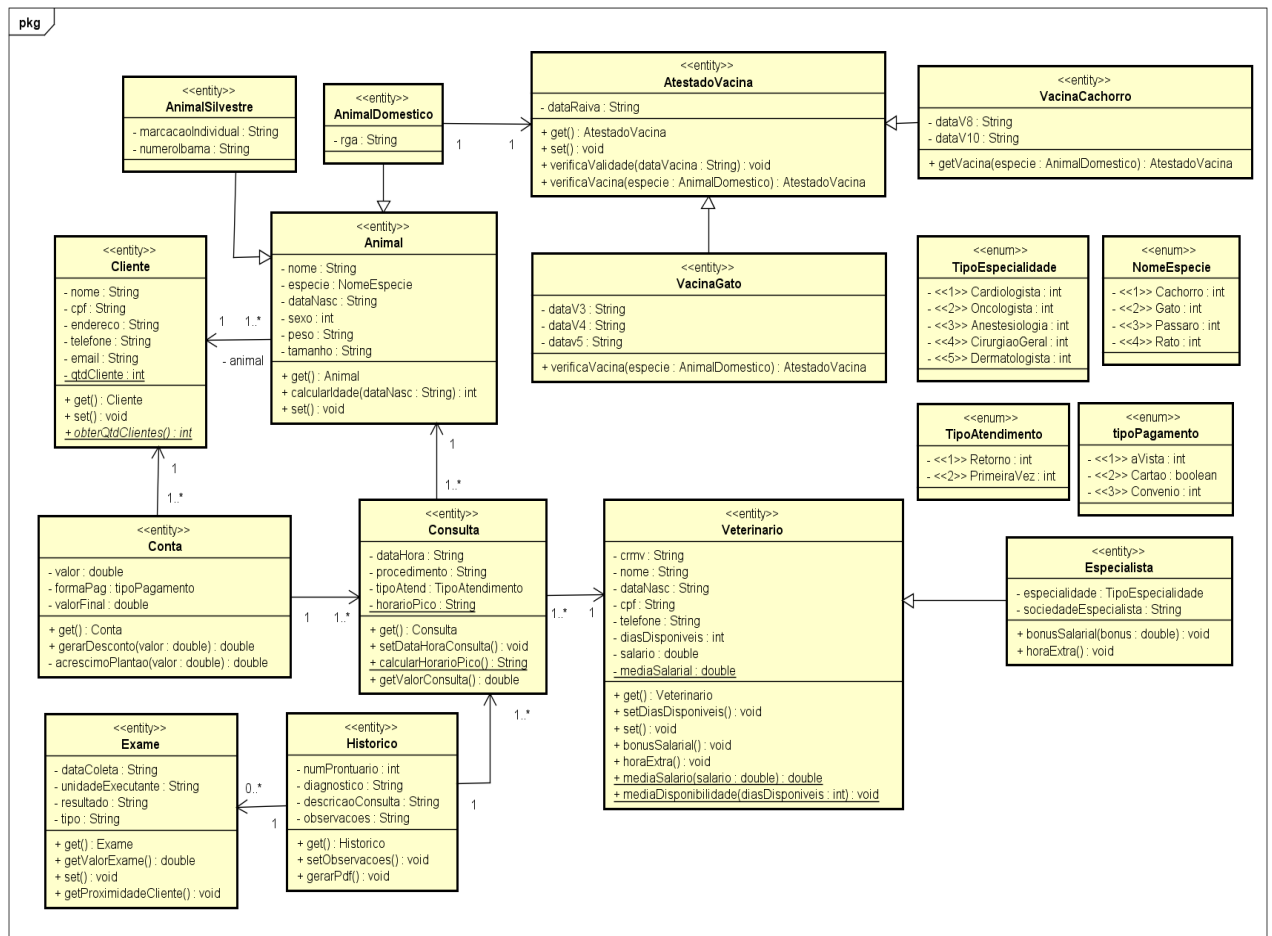 pkg
<<entity>>
AnimalSilvestre
- marcacaoIndividual : String
- numeroIbama : String
<<entity>>
AnimalDomestico
- rga : String
1
1
<<entity>>
AtestadoVacina
- dataRaiva : String
+ get() : AtestadoVacina
+ set() : void
+ verificaValidade(dataVacina : String) : void
+ verificaVacina(especie : AnimalDomestico) : AtestadoVacina
<<entity>>
VacinaCachorro
- dataV8 : String
- dataV10 : String
+ getVacina(especie : AnimalDomestico) : AtestadoVacina
<<entity>>
Cliente
- nome : String
- cpf : String
- endereco : String
- telefone : String
- email : String
- qtdCliente : int
+ get() : Cliente
+ set() : void
+ obterQtdClientes() : int
1
1..*
- animal
<<entity>>
Animal
- nome : String
- especie : NomeEspecie
- dataNasc : String
- sexo : int
- peso : String
- tamanho : String
+ get() : Animal
+ calcularIdade(dataNasc : String) : int
+ set() : void
<<entity>>
VacinaGato
- dataV3 : String
- dataV4 : String
- datav5 : String
+ verificaVacina(especie : AnimalDomestico) : AtestadoVacina
<<enum>>
TipoEspecialidade
- <<1>> Cardiologista : int
- <<2>> Oncologista : int
- <<3>> Anestesiologia : int
- <<4>> CirurgiaoGeral : int
- <<5>> Dermatologista : int
<<enum>>
NomeEspecie
- <<1>> Cachorro : int
- <<2>> Gato : int
- <<3>> Passaro : int
- <<4>> Rato : int
<<enum>>
TipoAtendimento
- <<1>> Retorno : int
- <<2>> PrimeiraVez : int
<<enum>>
tipoPagamento
- <<1>> aVista : int
- <<2>> Cartao : boolean
- <<3>> Convenio : int
1
1..*
1
1..*
<<entity>>
Conta
- valor : double
- formaPag : tipoPagamento
- valorFinal : double
+ get() : Conta
+ gerarDesconto(valor : double) : double
- acrescimoPlantao(valor : double) : double
1
1..*
<<entity>>
Consulta
- dataHora : String
- procedimento : String
- tipoAtend : TipoAtendimento
- horarioPico : String
+ get() : Consulta
+ setDataHoraConsulta() : void
+ calcularHorarioPico() : String
+ getValorConsulta() : double
1..*
1
<<entity>>
Veterinario
- crmv : String
- nome : String
- dataNasc : String
- cpf : String
- telefone : String
- diasDisponiveis : int
- salario : double
- mediaSalarial : double
+ get() : Veterinario
+ setDiasDisponiveis() : void
+ set() : void
+ bonusSalarial() : void
+ horaExtra() : void
+ mediaSalario(salario : double) : double
+ mediaDisponibilidade(diasDisponiveis : int) : void
<<entity>>
Especialista
- especialidade : TipoEspecialidade
- sociedadeEspecialista : String
+ bonusSalarial(bonus : double) : void
+ horaExtra() : void
<<entity>>
Exame
- dataColeta : String
- unidadeExecutante : String
- resultado : String
- tipo : String
+ get() : Exame
+ getValorExame() : double
+ set() : void
+ getProximidadeCliente() : void
0..*
1
<<entity>>
Historico
- numProntuario : int
- diagnostico : String
- descricaoConsulta : String
- observacoes : String
+ get() : Historico
+ setObservacoes() : void
+ gerarPdf() : void
1..*
1